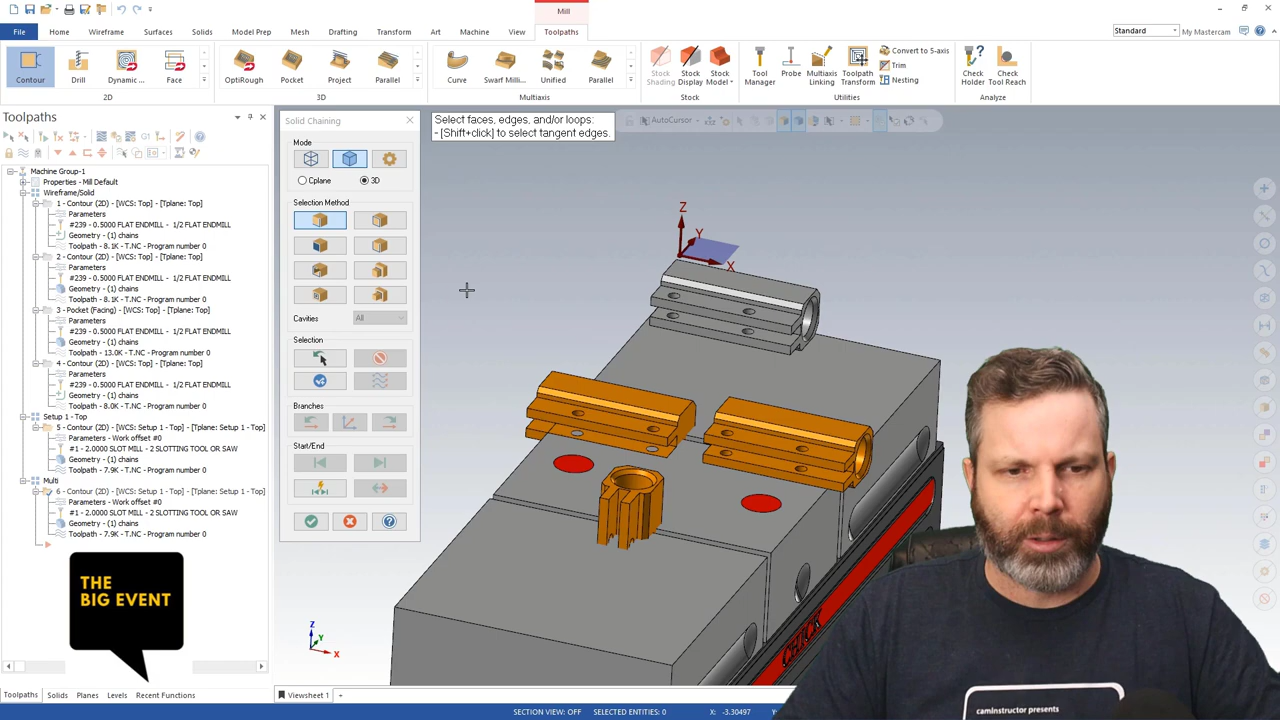 Mill
File Home Wireframe Surfaces Solids Model Prep Mesh Drafting Transform Art Machine View Toolpaths
Standard My Mastercam
Contour Drill Dynamic ... Face OptiRough Pocket Project Parallel Curve Swarf Milli... Unified Parallel Stock Shading Stock Display Stock Model Tool Manager Probe Multiaxis Linking Toolpath Transform Convert to 5-axis Trim Nesting Check Holder Check Tool Reach
2D 3D Multiaxis Stock Utilities Analyze
Toolpaths
Machine Group-1
Properties - Mill Default
Wireframe/Solid
1 - Contour (2D) - [WCS: Top] - [Tplane: Top]
Parameters
#239 - 0.5000 FLAT ENDMILL - 1/2 FLAT ENDMILL
Geometry - (1) chains
Toolpath - 8.1K - T.NC - Program number 0
2 - Contour (2D) - [WCS: Top] - [Tplane: Top]
Parameters
#239 - 0.5000 FLAT ENDMILL - 1/2 FLAT ENDMILL
Geometry - (1) chains
Toolpath - 8.1K - T.NC - Program number 0
3 - Pocket (Facing) - [WCS: Top] - [Tplane: Top]
Parameters
#239 - 0.5000 FLAT ENDMILL - 1/2 FLAT ENDMILL
Geometry - (1) chains
Toolpath - 13.0K - T.NC - Program number 0
4 - Contour (2D) - [WCS: Top] - [Tplane: Top]
Parameters
#239 - 0.5000 FLAT ENDMILL - 1/2 FLAT ENDMILL
Geometry - (1) chains
Toolpath - 8.0K - T.NC - Program number 0
Setup 1 - Top
5 - Contour (2D) - [WCS: Setup 1 - Top] - [Tplane: Setup 1 - Top]
Parameters - Work offset #0
#1 - 2.0000 SLOT MILL - 2 SLOTTING TOOL OR SAW
Geometry - (1) chains
Toolpath - 7.9K - T.NC - Program number 0
Multi
6 - Contour (2D) - [WCS: Setup 1 - Top] - [Tplane: Setup 1 - Top]
Parameters - Work offset #0
#1 - 2.0000 SLOT MILL - 2 SLOTTING TOOL OR SAW
Geometry - (1) chains
Toolpath - 7.9K - T.NC - Program number 0
THE
BIG EVENT
Toolpaths Solids Planes Levels Recent Functions
Solid Chaining
Mode
Cplane 3D
Selection Method
Cavities All
Selection
Branches
Start/End
Select faces, edges, and/or loops:
- [Shift+click] to select tangent edges.
AutoCursor
Z
Y
X
CHICK
Z
Y
X
Viewsheet 1 +
SECTION VIEW: OFF SELECTED ENTITIES: 0 X: -3.30497
caminstructor presents